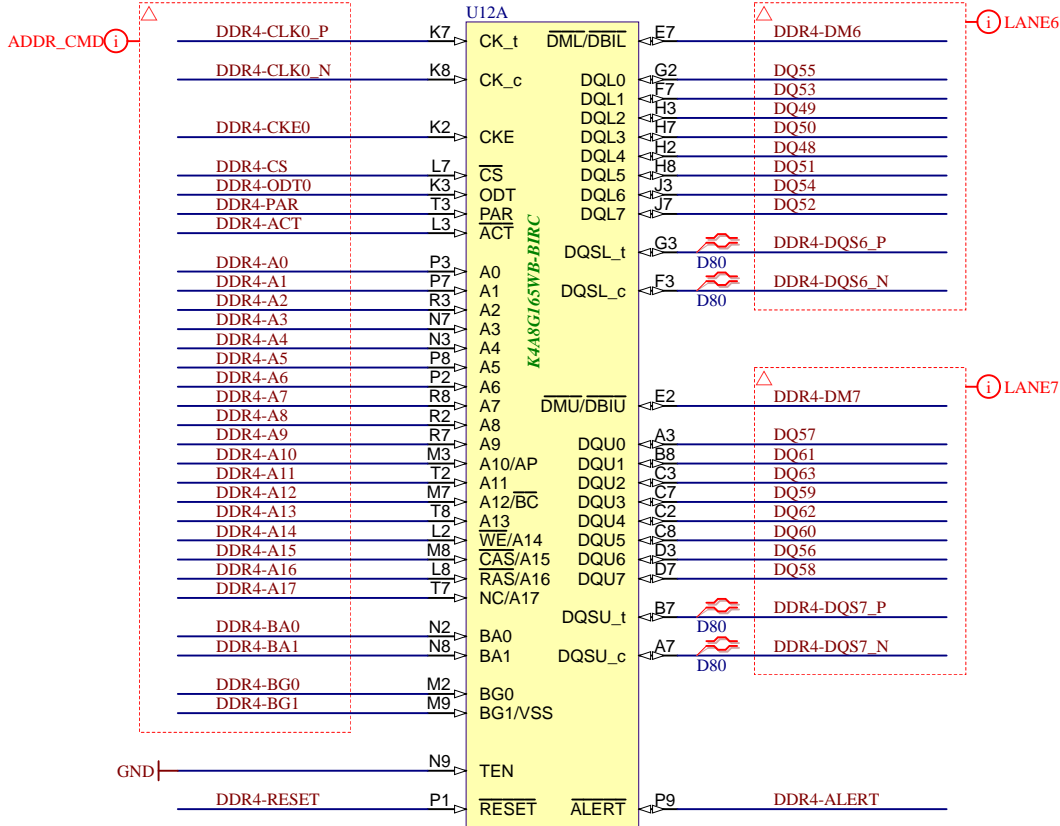 U12A
ADDR_CMD i
DDR4-CLK0_P K7 CK_t
DDR4-CLK0_N K8 CK_c
DDR4-CKE0 K2 CKE
DDR4-CS L7 CS
DDR4-ODT0 K3 ODT
DDR4-PAR T3 PAR
DDR4-ACT L3 ACT
DDR4-A0 P3 A0
DDR4-A1 P7 A1
DDR4-A2 R3 A2
DDR4-A3 N7 A3
DDR4-A4 N3 A4
DDR4-A5 P8 A5
DDR4-A6 P2 A6
DDR4-A7 R8 A7
DDR4-A8 R2 A8
DDR4-A9 R7 A9
DDR4-A10 M3 A10/AP
DDR4-A11 T2 A11
DDR4-A12 M7 A12/BC
DDR4-A13 T8 A13
DDR4-A14 L2 WE/A14
DDR4-A15 M8 CAS/A15
DDR4-A16 L8 RAS/A16
DDR4-A17 T7 NC/A17
DDR4-BA0 N2 BA0
DDR4-BA1 N8 BA1
DDR4-BG0 M2 BG0
DDR4-BG1 M9 BG1/VSS
GND N9 TEN
DDR4-RESET P1 RESET
K4A8G165WB-BIRC
i LANE6
DML/DBIL E7 DDR4-DM6
DQL0 G2 DQ55
DQL1 F7 DQ53
DQL2 H3 DQ49
DQL3 H7 DQ50
DQL4 H2 DQ48
DQL5 H8 DQ51
DQL6 J3 DQ54
DQL7 J7 DQ52
DQSL_t G3 D80 DDR4-DQS6_P
DQSL_c F3 D80 DDR4-DQS6_N
i LANE7
DMU/DBIU E2 DDR4-DM7
DQU0 A3 DQ57
DQU1 B8 DQ61
DQU2 C3 DQ63
DQU3 C7 DQ59
DQU4 C2 DQ62
DQU5 C8 DQ60
DQU6 D3 DQ56
DQU7 D7 DQ58
DQSU_t B7 D80 DDR4-DQS7_P
DQSU_c A7 D80 DDR4-DQS7_N
ALERT P9 DDR4-ALERT